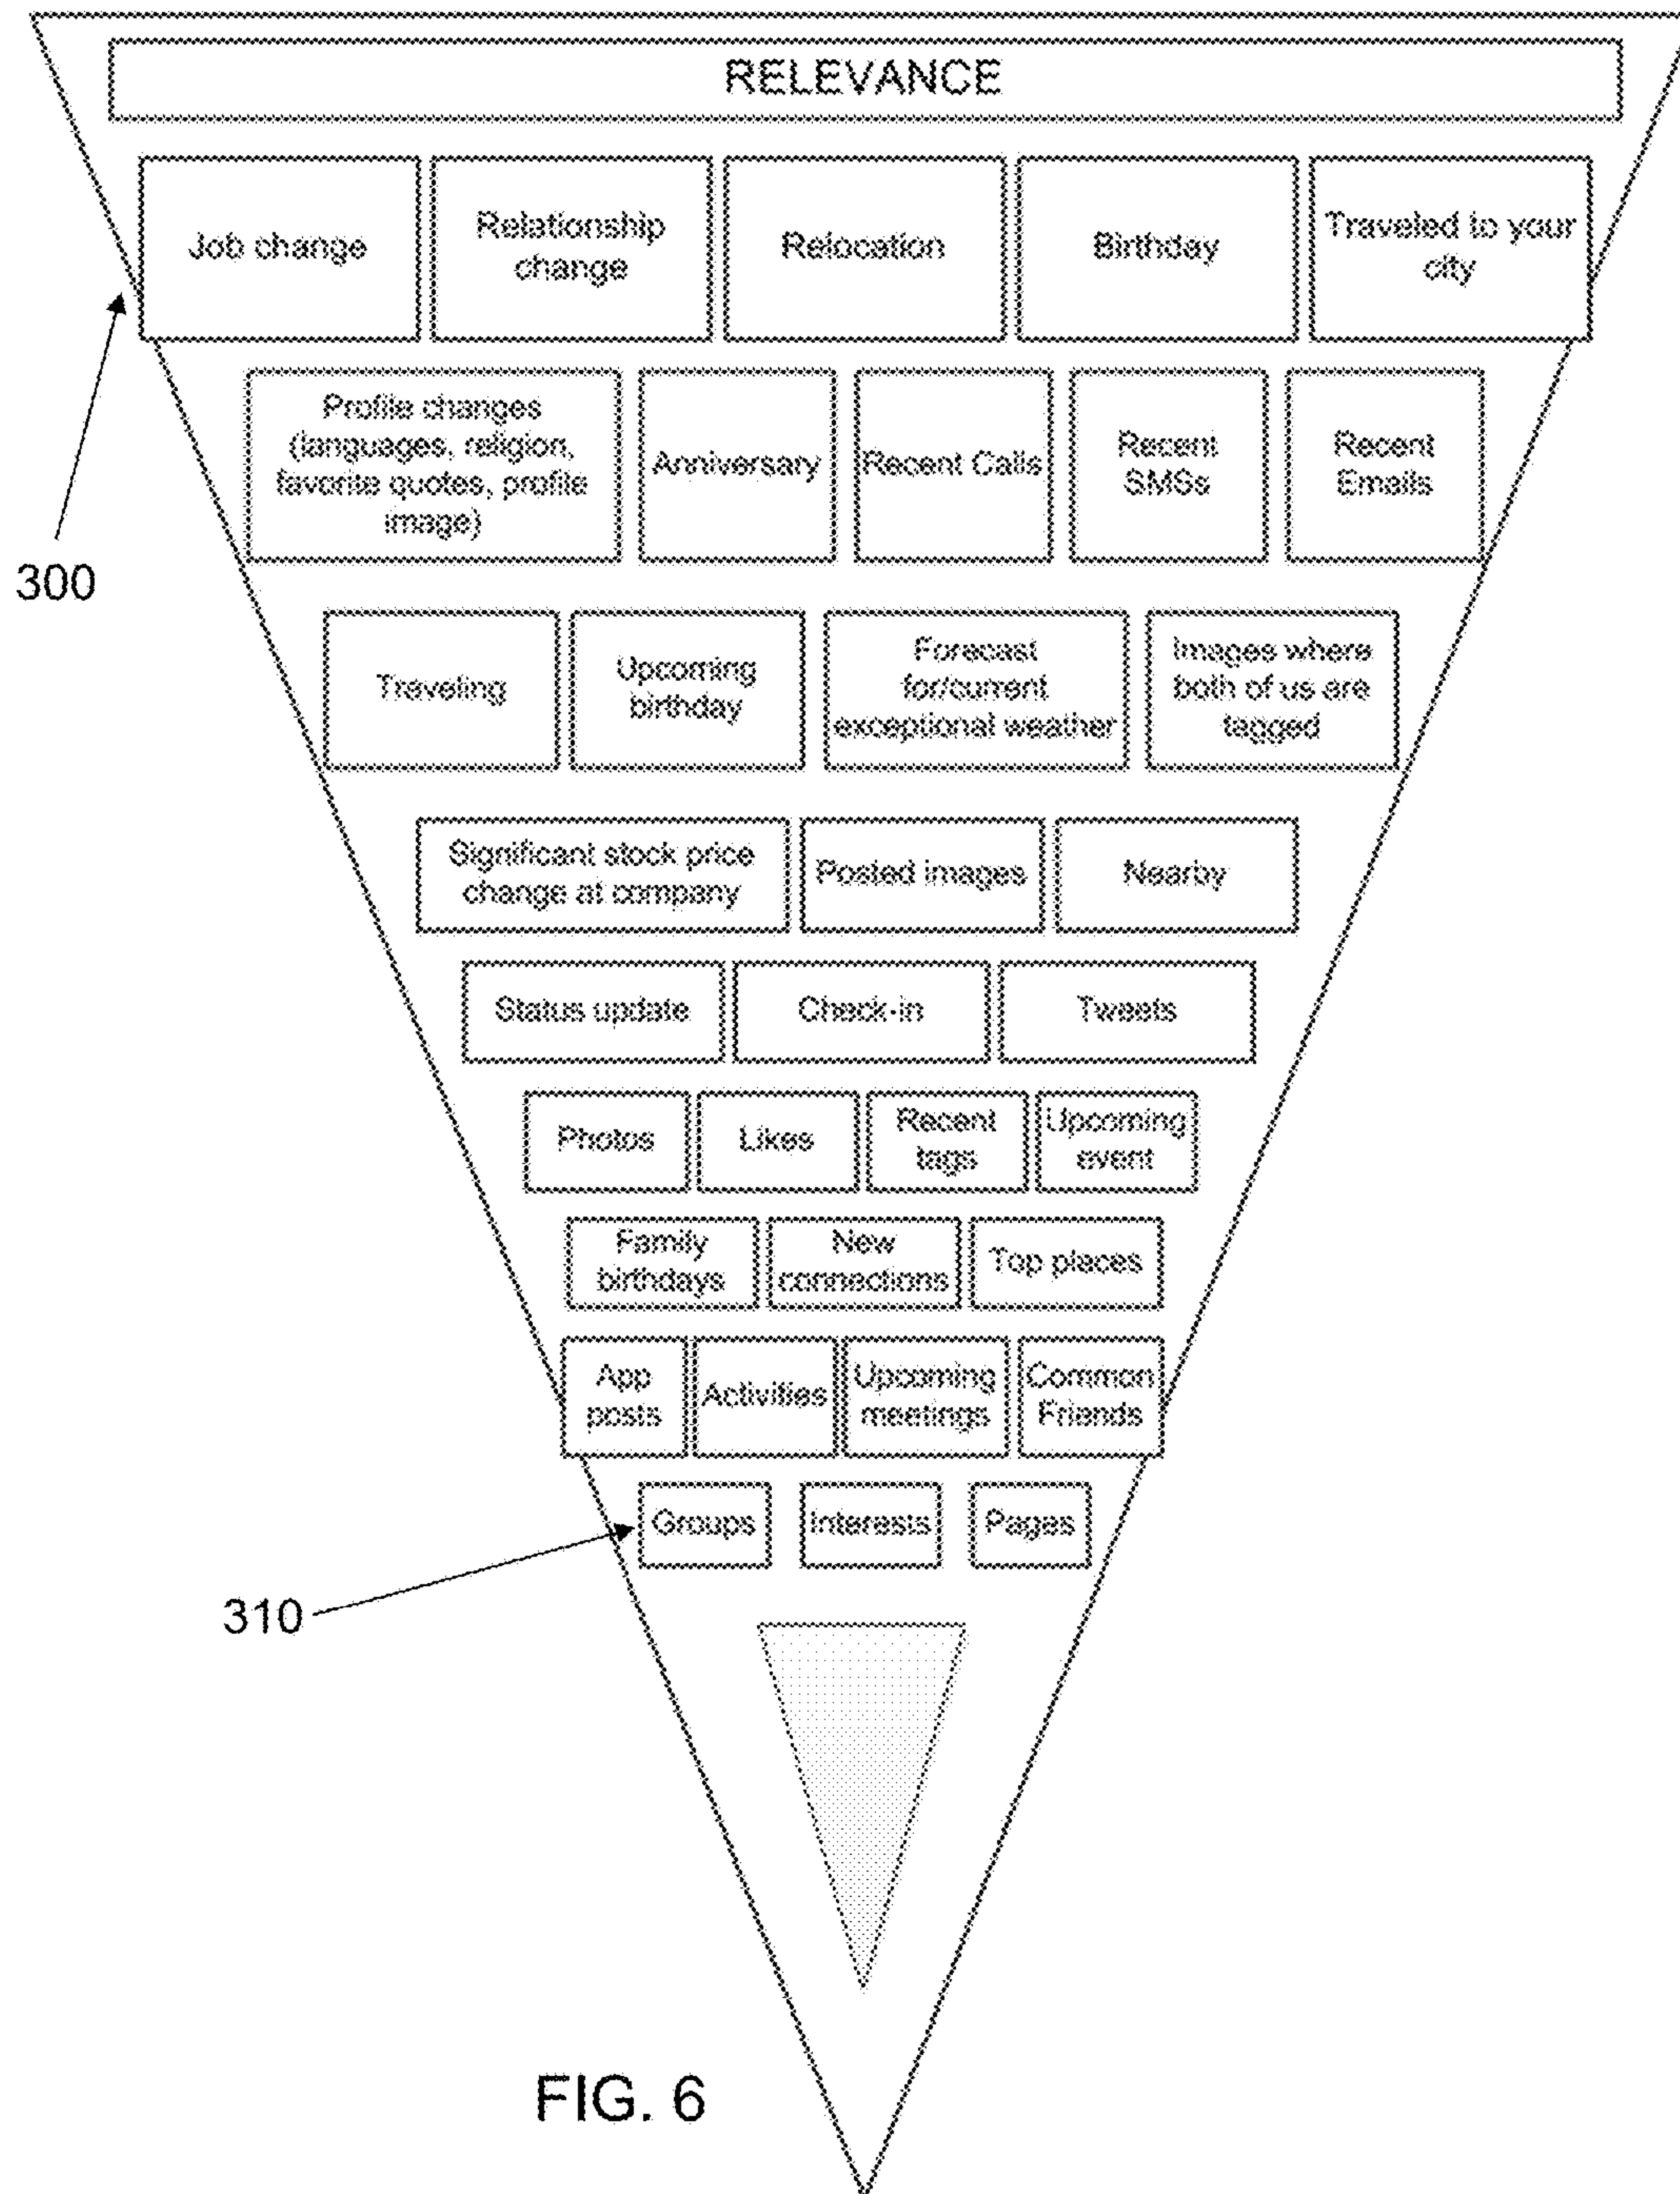 RELEVANCE
Job change
Relationship
change
Relocation
Birthday
Traveled to your
city
300
Profile changes
(languages, religion,
favorite quotes, profile
image)
Anniversary
Recent Calls
Recent
SMSs
Recent
Emails
Traveling
Upcoming
birthday
Forecast
for/current
exceptional weather
Images where
both of us are
tagged
Significant stock price
change at company
Posted images
Nearby
Status update
Check-in
Tweets
Photos
Likes
Recent
tags
Upcoming
event
Family
birthdays
New
connections
Top places
App
posts
Activities
Upcoming
meetings
Common
Friends
Groups
Interests
Pages
310
FIG. 6